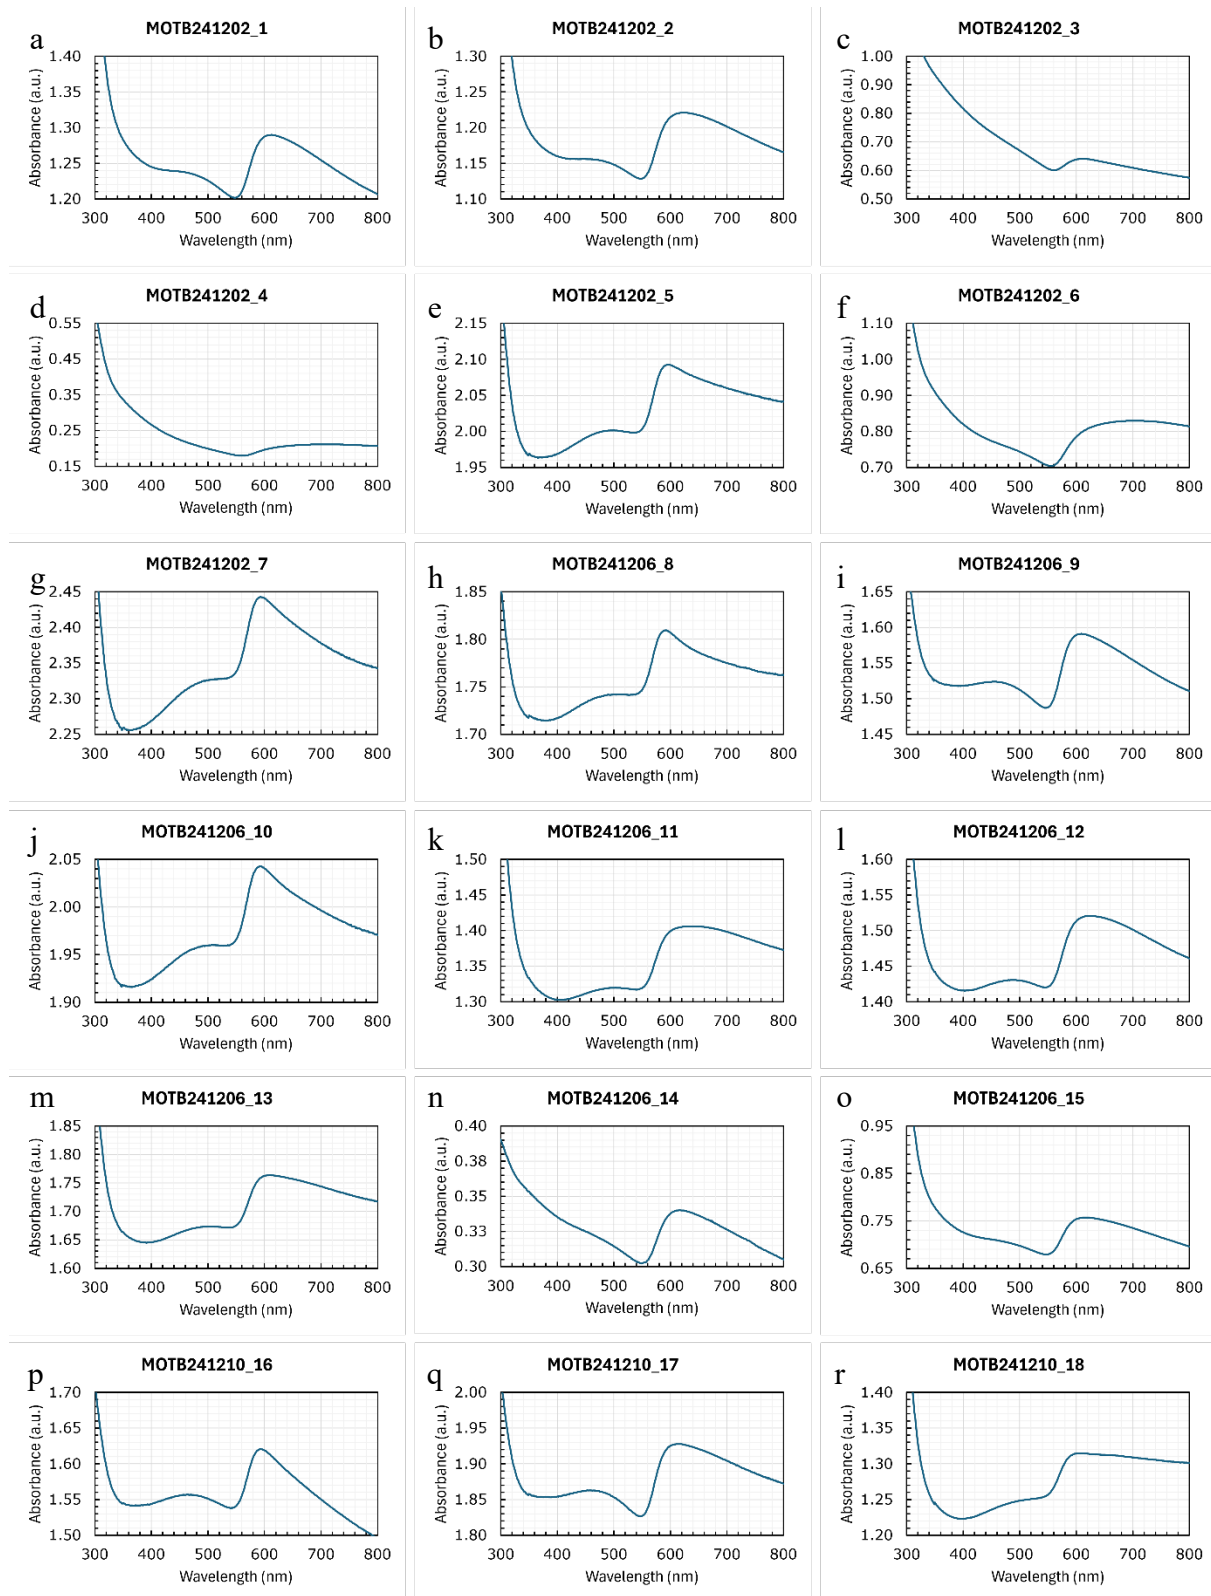 a MOTB241202_1
Absorbance (a.u.)
1.40
1.35
1.30
1.25
1.20
300 400 500 600 700 800
Wavelength (nm)
b MOTB241202_2
Absorbance (a.u.)
1.30
1.25
1.20
1.15
1.10
300 400 500 600 700 800
Wavelength (nm)
c MOTB241202_3
Absorbance (a.u.)
1.00
0.90
0.80
0.70
0.60
0.50
300 400 500 600 700 800
Wavelength (nm)
d MOTB241202_4
Absorbance (a.u.)
0.55
0.45
0.35
0.25
0.15
300 400 500 600 700 800
Wavelength (nm)
e MOTB241202_5
Absorbance (a.u.)
2.15
2.10
2.05
2.00
1.95
300 400 500 600 700 800
Wavelength (nm)
f MOTB241202_6
Absorbance (a.u.)
1.10
1.00
0.90
0.80
0.70
300 400 500 600 700 800
Wavelength (nm)
g MOTB241202_7
Absorbance (a.u.)
2.45
2.40
2.35
2.30
2.25
300 400 500 600 700 800
Wavelength (nm)
h MOTB241206_8
Absorbance (a.u.)
1.85
1.80
1.75
1.70
300 400 500 600 700 800
Wavelength (nm)
i MOTB241206_9
Absorbance (a.u.)
1.65
1.60
1.55
1.50
1.45
300 400 500 600 700 800
Wavelength (nm)
j MOTB241206_10
Absorbance (a.u.)
2.05
2.00
1.95
1.90
300 400 500 600 700 800
Wavelength (nm)
k MOTB241206_11
Absorbance (a.u.)
1.50
1.45
1.40
1.35
1.30
300 400 500 600 700 800
Wavelength (nm)
l MOTB241206_12
Absorbance (a.u.)
1.60
1.55
1.50
1.45
1.40
300 400 500 600 700 800
Wavelength (nm)
m MOTB241206_13
Absorbance (a.u.)
1.85
1.80
1.75
1.70
1.65
1.60
300 400 500 600 700 800
Wavelength (nm)
n MOTB241206_14
Absorbance (a.u.)
0.40
0.38
0.35
0.33
0.30
300 400 500 600 700 800
Wavelength (nm)
o MOTB241206_15
Absorbance (a.u.)
0.95
0.85
0.75
0.65
300 400 500 600 700 800
Wavelength (nm)
p MOTB241210_16
Absorbance (a.u.)
1.70
1.65
1.60
1.55
1.50
300 400 500 600 700 800
Wavelength (nm)
q MOTB241210_17
Absorbance (a.u.)
2.00
1.95
1.90
1.85
1.80
300 400 500 600 700 800
Wavelength (nm)
r MOTB241210_18
Absorbance (a.u.)
1.40
1.35
1.30
1.25
1.20
300 400 500 600 700 800
Wavelength (nm)